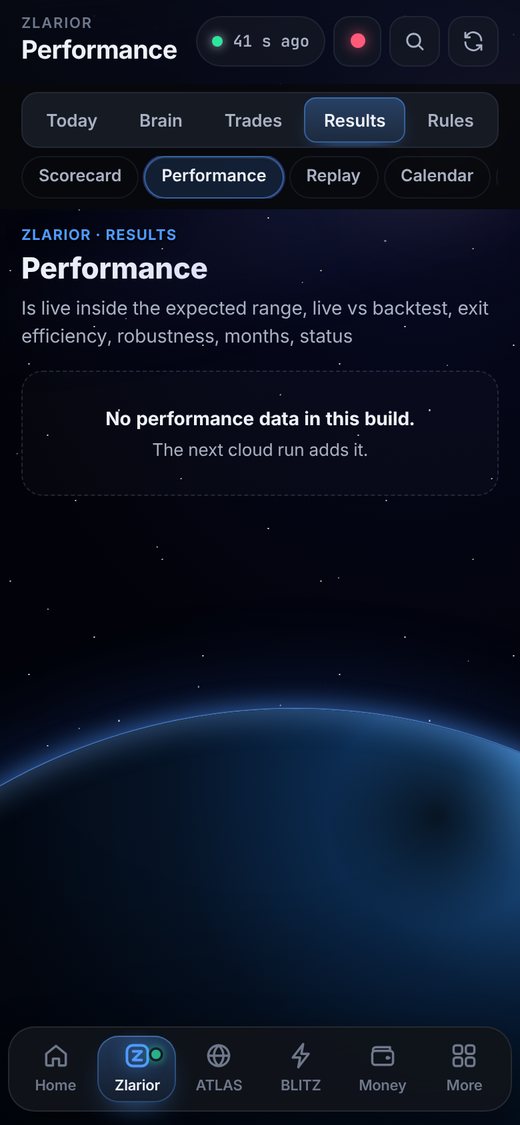 ZLARIOR
Performance
41 s ago
Today Brain Trades Results Rules
Scorecard Performance Replay Calendar
ZLARIOR · RESULTS
Performance
Is live inside the expected range, live vs backtest, exit
efficiency, robustness, months, status
No performance data in this build.
The next cloud run adds it.
Home Zlarior ATLAS BLITZ Money More